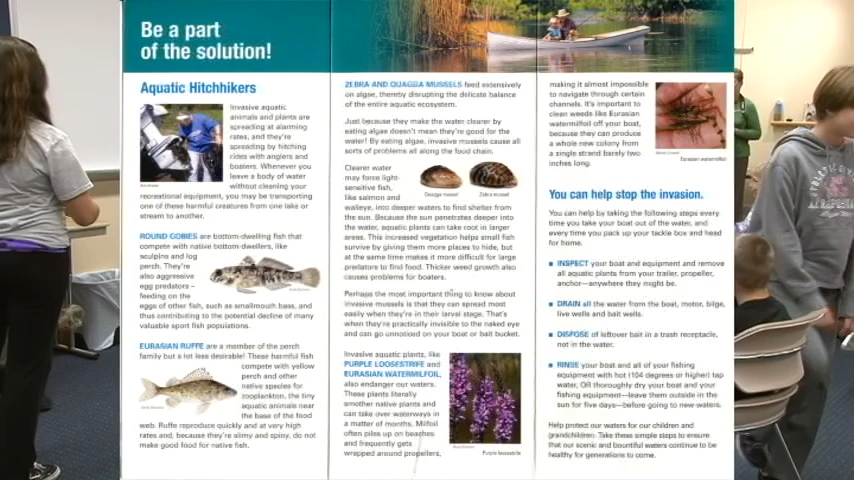 Be a part
of the solution!
Aquatic Hitchhikers
Invasive aquatic
animals and plants are
spreading at alarming
rates, and they're
spreading by hitching
rides with anglers and
boaters. Whenever you
leave a body of water
without cleaning your
recreational equipment, you may be transporting
one of these harmful creatures from one lake or
stream to another.
ROUND GOBIES are bottom-dwelling fish that
compete with native bottom-dwellers, like
sculpins and log
perch. They're
also aggressive
egg predators –
feeding on the
eggs of other fish, such as smallmouth bass, and
thus contributing to the potential decline of many
valuable sport fish populations.
EURASIAN RUFFE are a member of the perch
family but a lot less desirable! These harmful fish
compete with yellow
perch and other
native species for
zooplankton, the tiny
aquatic animals near
the base of the food
web. Ruffe reproduce quickly and at very high
rates and, because they're slimy and spiny, do not
make good food for native fish.
ZEBRA AND QUAGGA MUSSELS feed extensively
on algae, thereby disrupting the delicate balance
of the entire aquatic ecosystem.
Just because they make the water clearer by
eating algae doesn't mean they're good for the
water! By eating algae, invasive mussels cause all
sorts of problems all along the food chain.
Clearer water
may force light-
sensitive fish,
like salmon and
walleye, into deeper waters to find shelter from
the sun. Because the sun penetrates deeper into
the water, aquatic plants can take root in larger
areas. This increased vegetation helps small fish
survive by giving them more places to hide, but
at the same time makes it more difficult for large
predators to find food. Thicker weed growth also
causes problems for boaters.
Quagga mussel
Zebra mussel
Perhaps the most important thing to know about
invasive mussels is that they can spread most
easily when they're in their larval stage. That's
when they're practically invisible to the naked eye
and can go unnoticed on your boat or bait bucket.
Invasive aquatic plants, like
PURPLE LOOSESTRIFE and
EURASIAN WATERMILFOIL,
also endanger our waters.
These plants literally
smother native plants and
can take over waterways in
a matter of months. Milfoil
often piles up on beaches
and frequently gets
wrapped around propellers,
Purple loosestrife
making it almost impossible
to navigate through certain
channels. It's important to
clean weeds like Eurasian
watermilfoil off your boat,
because they can produce
a whole new colony from
a single strand barely two
inches long.
Eurasian watermilfoil
You can help stop the invasion.
You can help by taking the following steps every
time you take your boat out of the water, and
every time you pack up your tackle box and head
for home.
INSPECT your boat and equipment and remove
all aquatic plants from your trailer, propeller,
anchor—anywhere they might be.
DRAIN all the water from the boat, motor, bilge,
live wells and bait wells.
DISPOSE of leftover bait in a trash receptacle,
not in the water.
RINSE your boat and all of your fishing
equipment with hot (104 degrees or higher) tap
water, OR thoroughly dry your boat and your
fishing equipment—leave them outside in the
sun for five days—before going to new waters.
Help protect our waters for our children and
grandchildren. Take these simple steps to ensure
that our scenic and bountiful waters continue to be
healthy for generations to come.